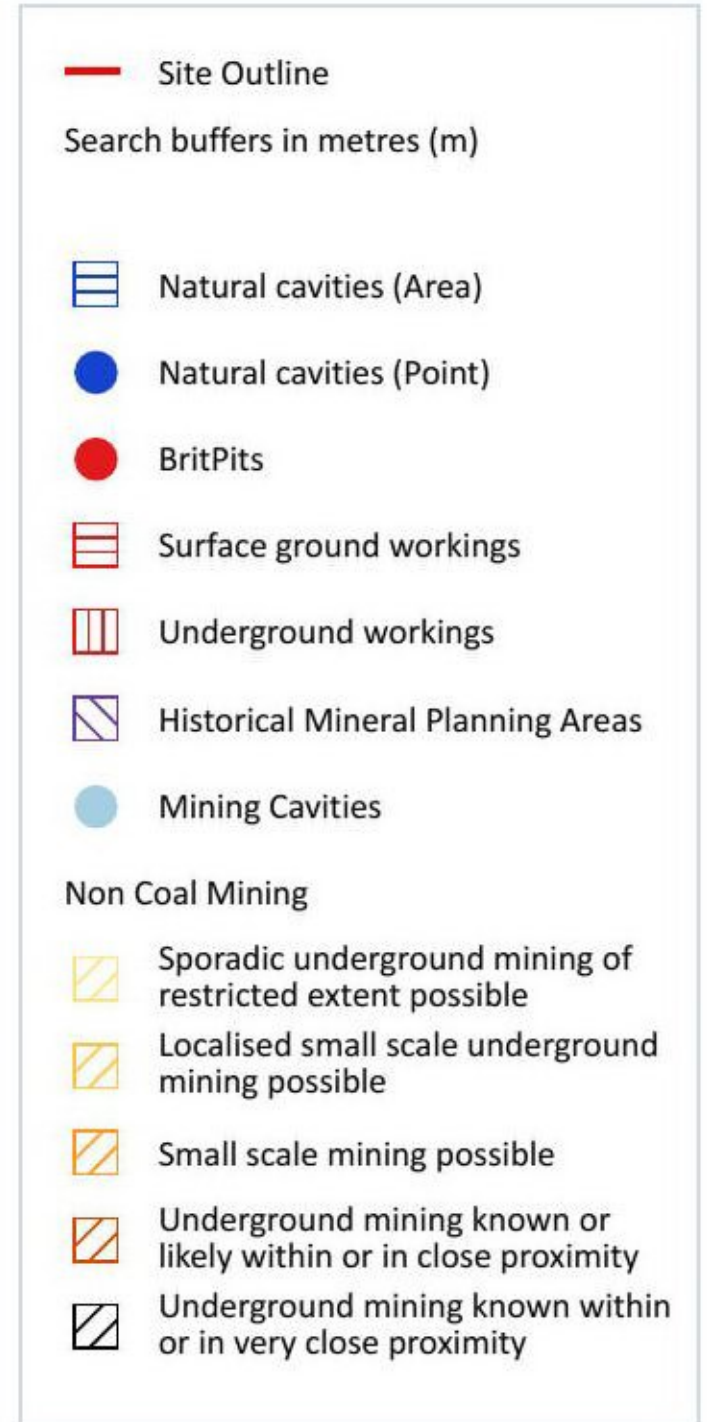 Site Outline
Search buffers in metres (m)
Natural cavities (Area)
Natural cavities (Point)
BritPits
Surface ground workings
Underground workings
Historical Mineral Planning Areas
Mining Cavities
Non Coal Mining
Sporadic underground mining of
restricted extent possible
Localised small scale underground
mining possible
Small scale mining possible
Underground mining known or
likely within or in close proximity
Underground mining known within
or in very close proximity